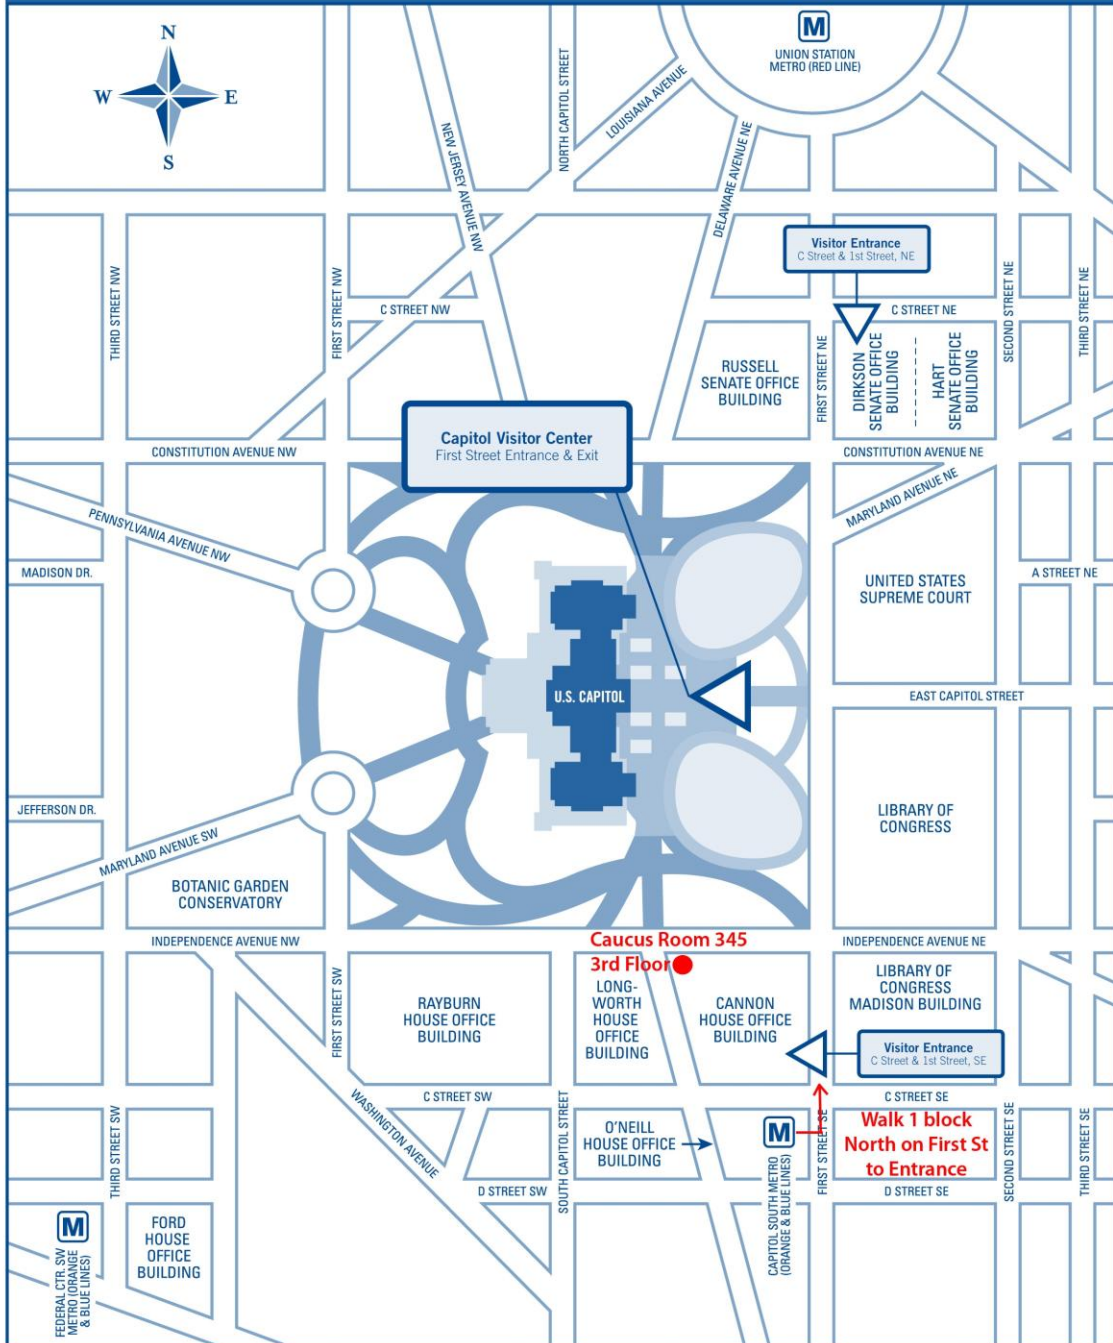 N
W
E
S
M
UNION STATION
METRO (RED LINE)
NORTH CAPITOL STREET
LOUISIANA AVENUE
NEW JERSEY AVENUE NW
DELAWARE AVENUE NE
Visitor Entrance
C Street & 1st Street, NE
THIRD STREET NW
FIRST STREET NW
C STREET NW
C STREET NE
SECOND STREET NE
THIRD STREET NE
FIRST STREET NE
RUSSELL
SENATE OFFICE
BUILDING
DIRKSON
SENATE OFFICE
BUILDING
HART
SENATE OFFICE
BUILDING
Capitol Visitor Center
First Street Entrance & Exit
CONSTITUTION AVENUE NW
CONSTITUTION AVENUE NE
MARYLAND AVENUE NE
PENNSYLVANIA AVENUE NW
MADISON DR.
UNITED STATES
SUPREME COURT
A STREET NE
U.S. CAPITOL
EAST CAPITOL STREET
JEFFERSON DR.
MARYLAND AVENUE SW
LIBRARY OF
CONGRESS
BOTANIC GARDEN
CONSERVATORY
INDEPENDENCE AVENUE NW
Caucus Room 345
3rd Floor
INDEPENDENCE AVENUE NE
FIRST STREET SW
RAYBURN
HOUSE OFFICE
BUILDING
LONG-
WORTH
HOUSE
OFFICE
BUILDING
CANNON
HOUSE OFFICE
BUILDING
LIBRARY OF
CONGRESS
MADISON BUILDING
Visitor Entrance
C Street & 1st Street, SE
C STREET SW
C STREET SE
WASHINGTON AVENUE
SOUTH CAPITOL STREET
THIRD STREET SW
O'NEILL
HOUSE OFFICE
BUILDING
M
FIRST STREET SE
Walk 1 block
North on First St
to Entrance
SECOND STREET SE
THIRD STREET SE
D STREET SW
D STREET SE
CAPITOL SOUTH METRO
(ORANGE & BLUE LINES)
M
FEDERAL CTR. SW
METRO (ORANGE
& BLUE LINES)
FORD
HOUSE
OFFICE
BUILDING